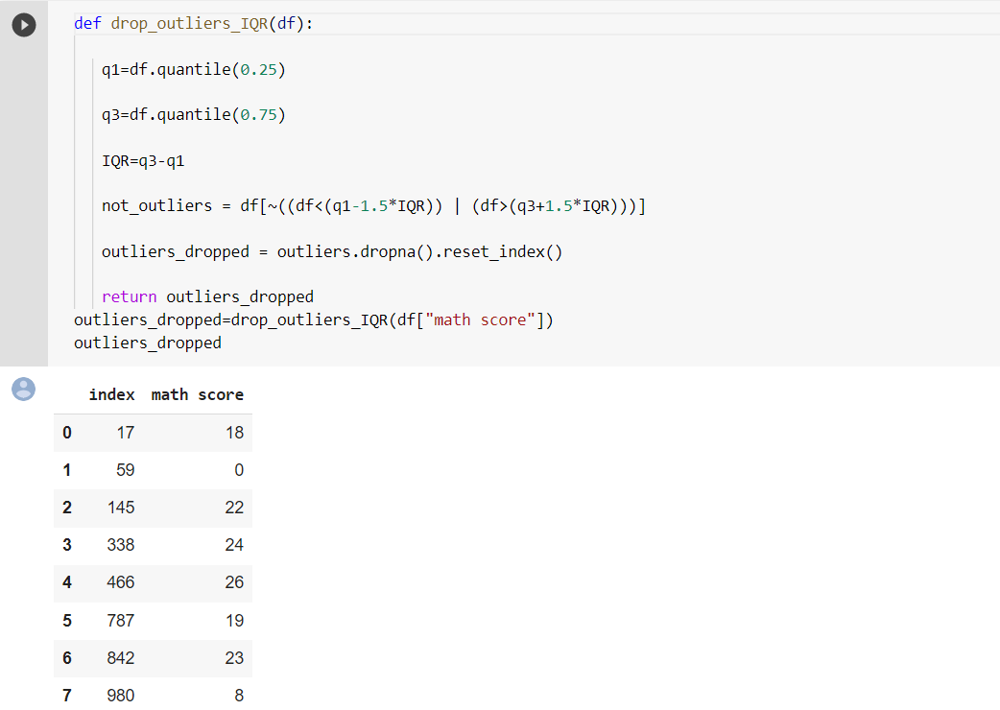 def drop_outliers_IQR(df):
q1=df.quantile(0.25)
q3=df.quantile(0.75)
IQR=q3-q1
not_outliers = df[~((df<(q1-1.5*IQR)) | (df>(q3+1.5*IQR)))]
outliers_dropped = outliers.dropna().reset_index()
return outliers_dropped
outliers_dropped=drop_outliers_IQR(df["math score"])
outliers_dropped
index math score
0 17 18
1 59 0
2 145 22
3 338 24
4 466 26
5 787 19
6 842 23
7 980 8